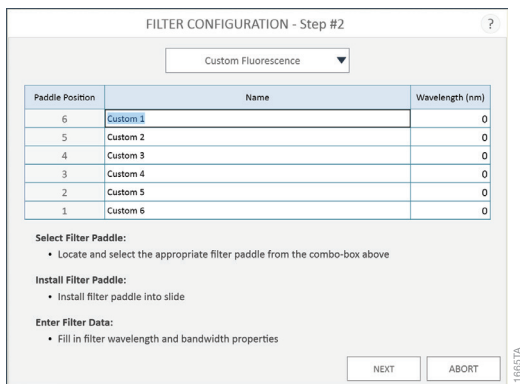 FILTER CONFIGURATION - Step #2
?
Custom Fluorescence
Paddle Position Name Wavelength (nm)
6 Custom 1 0
5 Custom 2 0
4 Custom 3 0
3 Custom 4 0
2 Custom 5 0
1 Custom 6 0
Select Filter Paddle:
• Locate and select the appropriate filter paddle from the combo-box above
Install Filter Paddle:
• Install filter paddle into slide
Enter Filter Data:
• Fill in filter wavelength and bandwidth properties
NEXT ABORT
1665TA